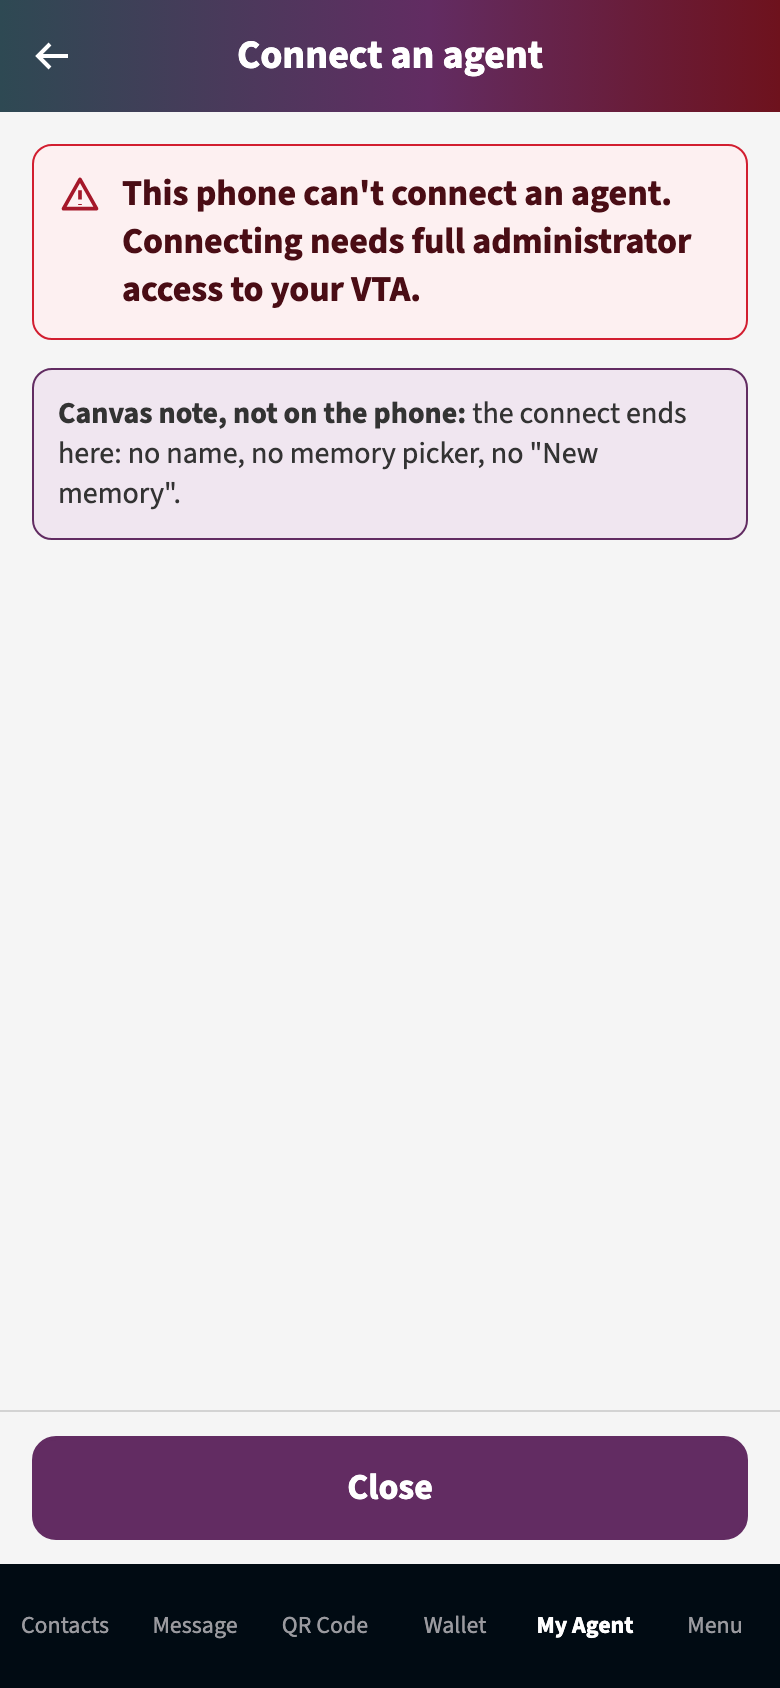 Connect an agent
This phone can't connect an agent.
Connecting needs full administrator
access to your VTA.
Canvas note, not on the phone: the connect ends
here: no name, no memory picker, no "New
memory".
Close
Contacts
Message
QR Code
Wallet
My Agent
Menu